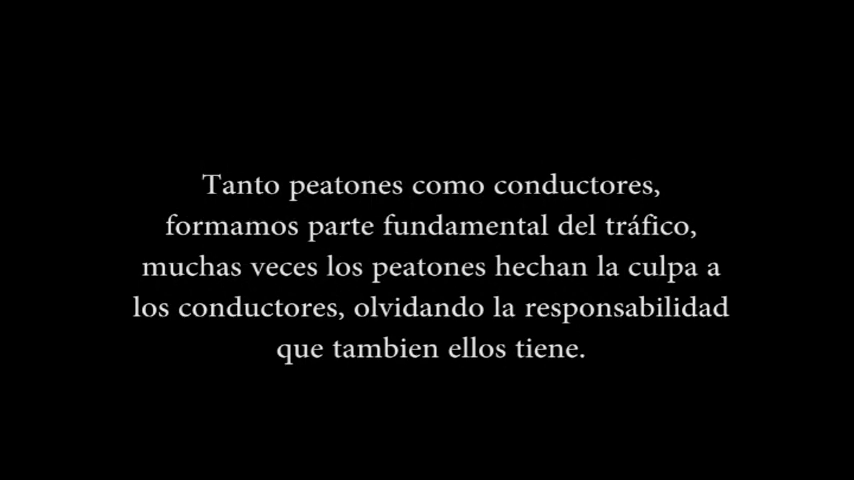 Tanto peatones como conductores,
formamos parte fundamental del tráfico,
muchas veces los peatones hechan la culpa a
los conductores, olvidando la responsabilidad
que tambien ellos tiene.